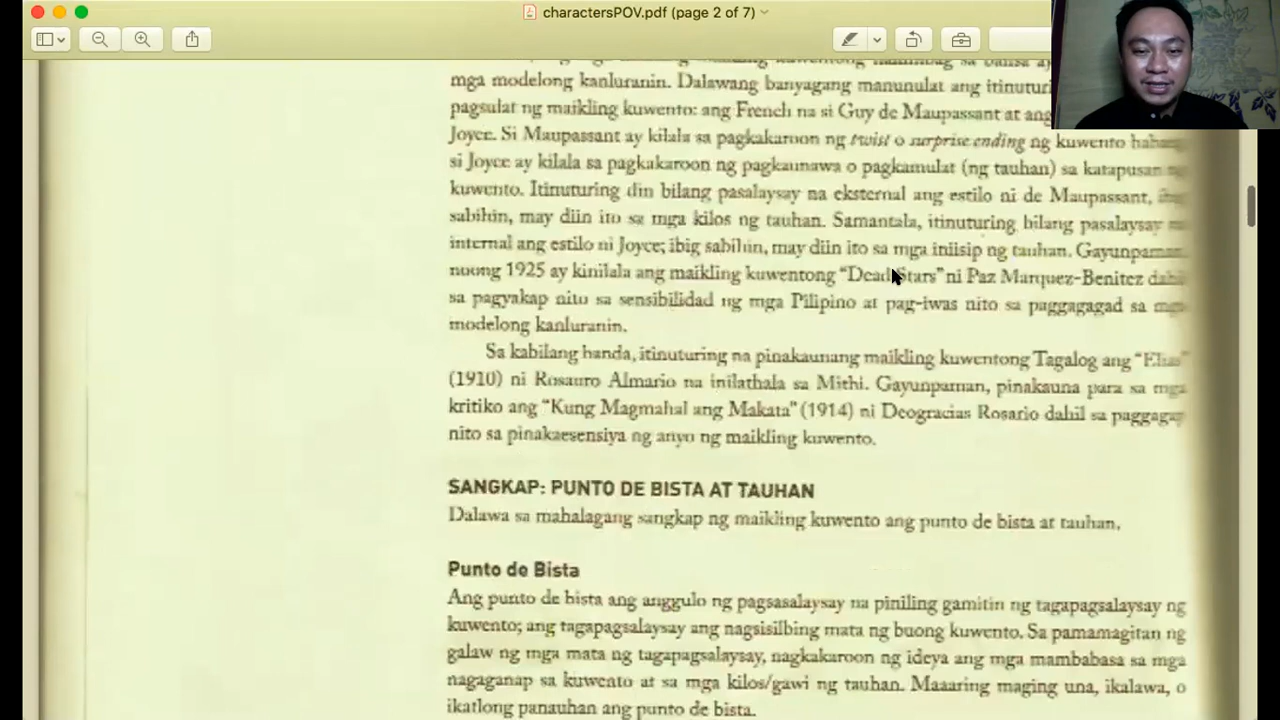 charactersPOV.pdf (page 2 of 7)
mga modelong kanluranin. Dalawang banyagang manunulat ang
pagsulat ng maikling kuwento: ang French na si Guy de Maupassant at ang
Joyce. Si Maupassant ay kilala sa pagkakaroon ng twist o surprise ending ng kuwento
si Joyce ay kilala sa pagkakaroon ng pagkaunawa o pagkamulat (ng tauhan) sa katapusan
kuwento. Itinuturing din bilang pasalaysay na eksternal ang estilo ni de Maupassant,
sabihin, may diin ito sa mga kilos ng tauhan. Samantala, itinuturing bilang pasalaysay
internal ang estilo ni Joyce; ibig sabihin, may diin ito sa mga iniisip ng tauhan.
noong 1925 ay kinilala ang maikling kuwentong "Dead Stars" ni Paz Marquez-Benitez
sa pagyakap nito sa sensibilidad ng mga Pilipino at pag-iwas nito sa paggagagad sa
modelong kanluranin.
Sa kabilang banda, itinuturing na pinakaunang maikling kuwentong Tagalog ang "Elias"
(1910) ni Rosauro Almario na inilathala sa Mithi. Gayunpaman, pinakauna para sa mga
kritiko ang "Kung Magmahal ang Makata" (1914) ni Deogracias Rosario dahil sa
nito sa pinakaesensiya ng anyo ng maikling kuwento.
SANGKAP: PUNTO DE BISTA AT TAUHAN
Dalawa sa mahalagang sangkap ng maikling kuwento ang punto de bista at tauhan.
Punto de Bista
Ang punto de bista ang anggulo ng pagsasalaysay na piniling gamitin ng tagapagsalaysay ng
kuwento; ang tagapagsalaysay ang nagsisilbing mata ng buong kuwento. Sa pamamagitan ng
galaw ng mga mata ng tagapagsalaysay, nagkakaroon ng ideya ang mga mambabasa sa mga
nagaganap sa kuwento at sa mga kilos/gawi ng tauhan. Maaaring maging una, ikalawa, o
ikatlong panauhan ang punto de bista.